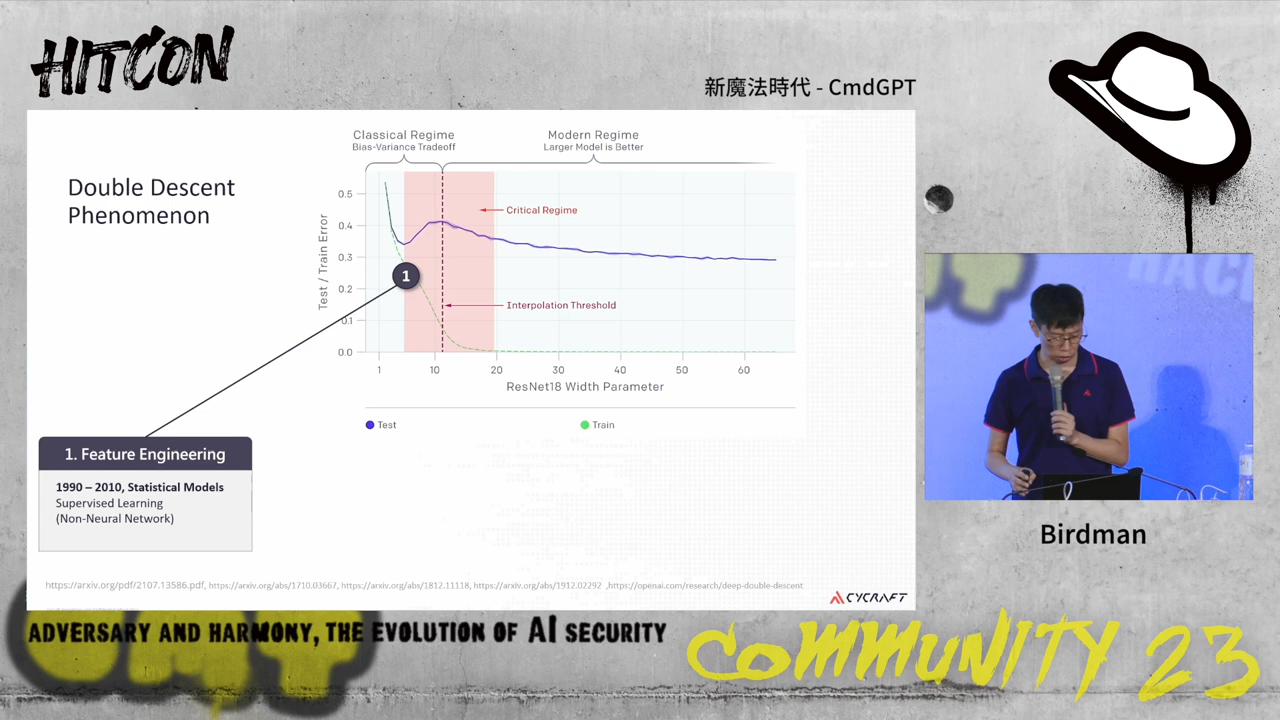 HITCON
新魔法時代 - CmdGPT
Double Descent
Phenomenon
Classical Regime
Bias-Variance Tradeoff
Modern Regime
Larger Model is Better
Critical Regime
Interpolation Threshold
Test / Train Error
0.5
0.4
0.3
0.2
0.1
0.0
1
1 10 20 30 40 50 60
ResNet18 Width Parameter
Test
Train
1. Feature Engineering
1990 – 2010, Statistical Models
Supervised Learning
(Non-Neural Network)
https://arxiv.org/pdf/2107.13586.pdf, https://arxiv.org/abs/1710.03667, https://arxiv.org/abs/1812.11118, https://arxiv.org/abs/1912.02292 ,https://openai.com/research/deep-double-descent
CYCRAFT
Birdman
ADVERSARY AND HARMONY, THE EVOLUTION OF AI SECURITY
COMMUNITY 23